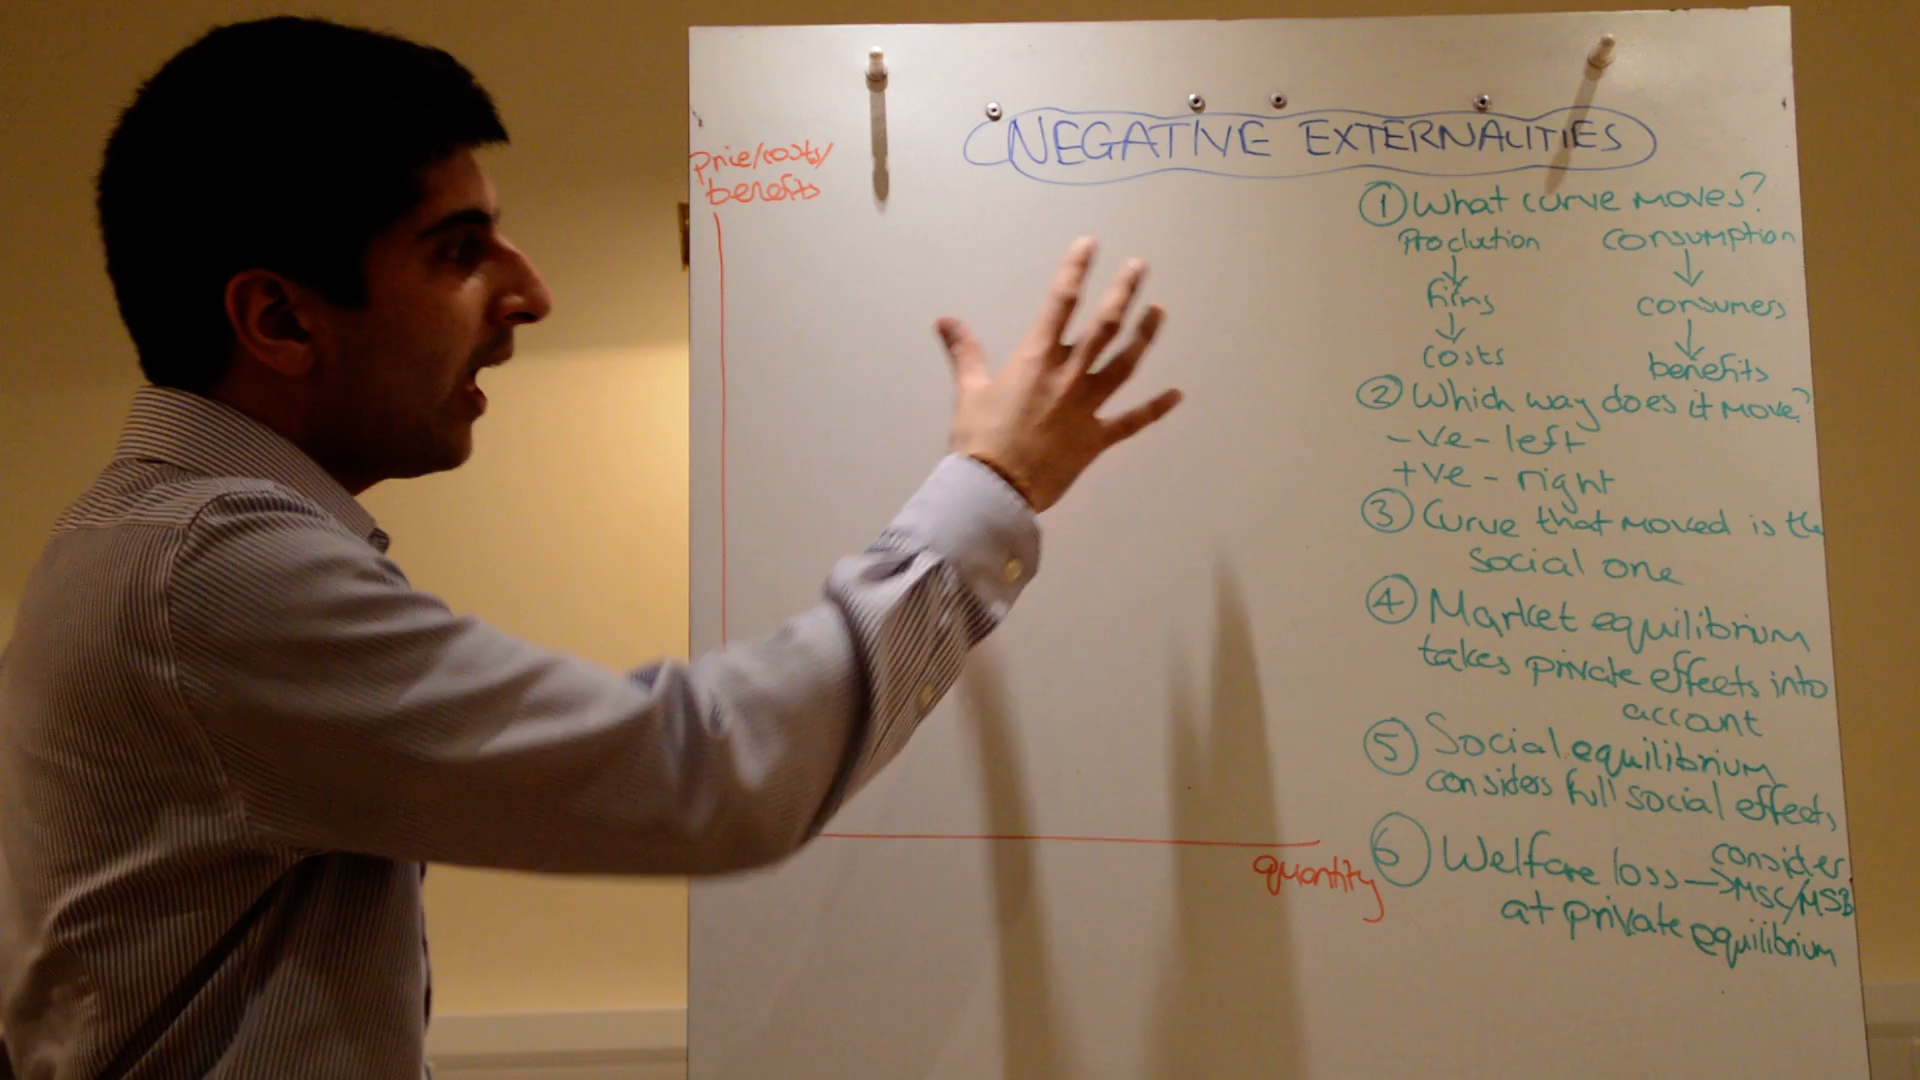 NEGATIVE EXTERNALITIES
price/costs/
benefits
① What curve moves?
Production consumption
↓ ↓
firms consumers
↓ ↓
costs benefits
② Which way does it move?
-ve - left
+ve - right
③ Curve that moved is the
social one
④ Market equilibrium
takes private effects into
account
⑤ Social equilibrium
considers full social effects
⑥ Welfare loss → consider
MSC/MSB
at private equilibrium
quantity